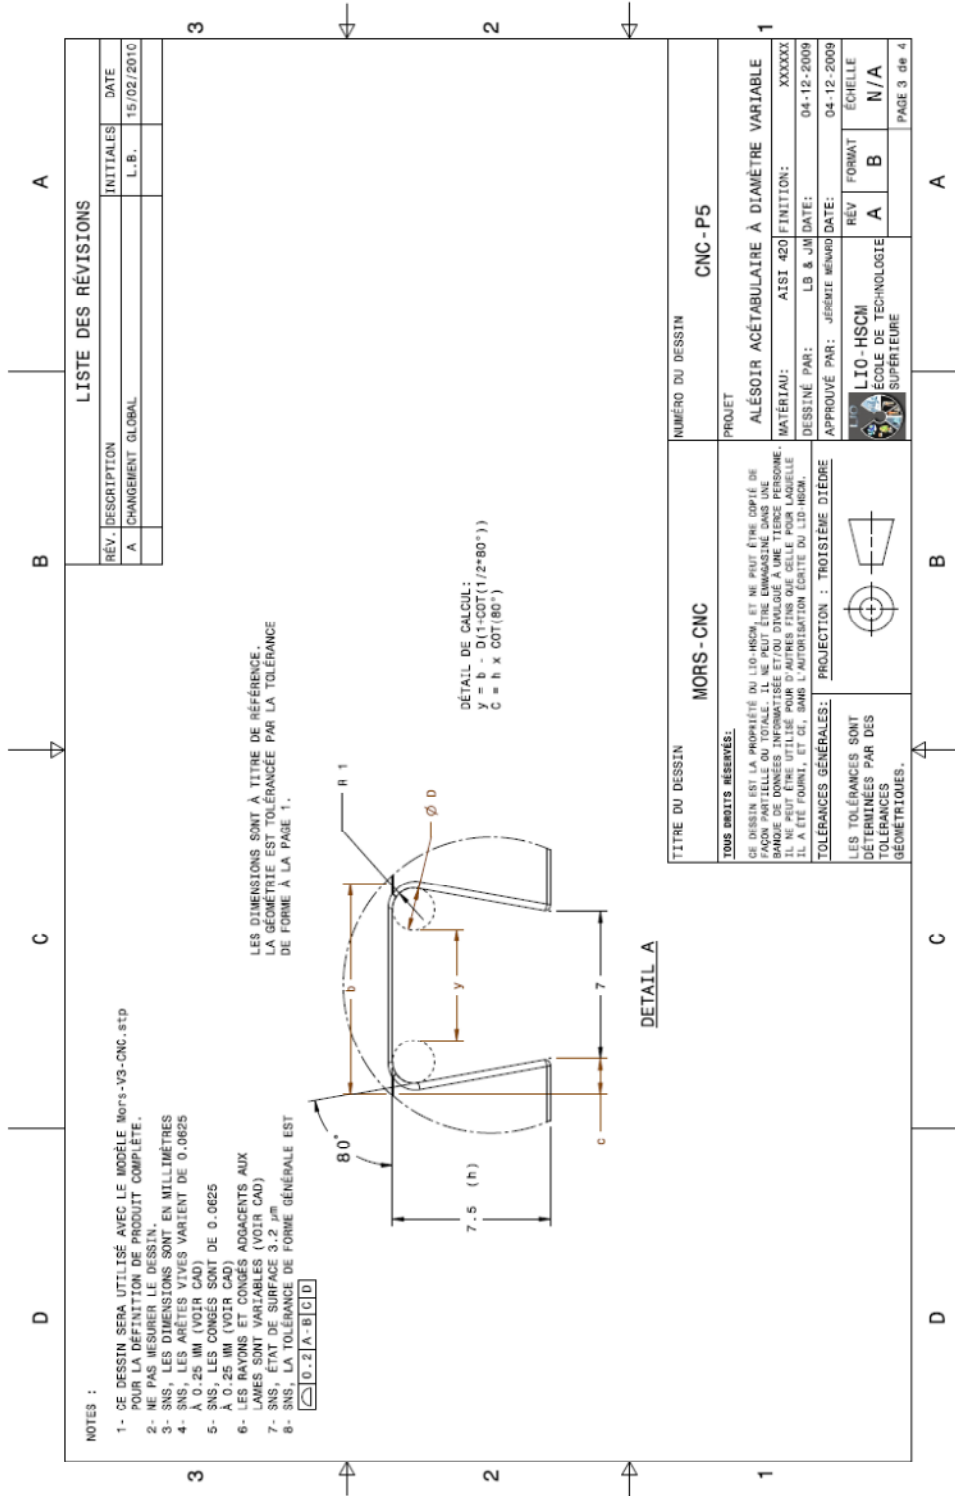 D
C
B
A
NOTES :
1- CE DESSIN SERA UTILISÉ AVEC LE MODÈLE Mors-V3-CNC.stp
POUR LA DÉFINITION DE PRODUIT COMPLÈTE.
2- NE PAS MESURER LE DESSIN.
3- SNS, LES DIMENSIONS SONT EN MILLIMÈTRES
4- SNS, LES ARÊTES VIVES VARIENT DE 0.0625
À 0.25 MM (VOIR CAD)
5- SNS, LES CONGÉS SONT DE 0.0625
À 0.25 MM (VOIR CAD)
6- LES RAYONS ET CONGÉS ADGACENTS AUX
LAMES SONT VARIABLES (VOIR CAD)
7- SNS, ÉTAT DE SURFACE 3.2 µm
8- SNS, LA TOLÉRANCE DE FORME GÉNÉRALE EST
0.2 A-B C D
LISTE DES RÉVISIONS
RÉV. DESCRIPTION INITIALES DATE
A CHANGEMENT GLOBAL L.B. 15/02/2010
3
3
LES DIMENSIONS SONT À TITRE DE RÉFÉRENCE.
LA GÉOMÉTRIE EST TOLÉRANCÉE PAR LA TOLÉRANCE
DE FORME À LA PAGE 1.
80°
b
R 1
Ø D
y
7.5 (h)
c
7
DETAIL A
DÉTAIL DE CALCUL:
y = b - D(1+COT(1/2*80°))
C = h x COT(80°)
2
2
TITRE DU DESSIN
MORS-CNC
NUMÉRO DU DESSIN
CNC-P5
TOUS DROITS RÉSERVÉS:
CE DESSIN EST LA PROPRIÉTÉ DU LIO-HSCM, ET NE PEUT ÊTRE COPIÉ DE
FAÇON PARTIELLE OU TOTALE. IL NE PEUT ÊTRE EMMAGASINÉ DANS UNE
BANQUE DE DONNÉES INFORMATISÉE ET/OU DIVULGUÉ À UNE TIERCE PERSONNE.
IL NE PEUT ÊTRE UTILISÉ POUR D'AUTRES FINS QUE CELLE POUR LAQUELLE
IL A ÉTÉ FOURNI, ET CE, SANS L'AUTORISATION ÉCRITE DU LIO-HSCM.
PROJET
ALÉSOIR ACÉTABULAIRE À DIAMÈTRE VARIABLE
MATÉRIAU: AISI 420 FINITION: XXXXXX
DESSINÉ PAR: LB & JM DATE: 04-12-2009
APPROUVÉ PAR: JÉRÉMIE MÉNARD DATE: 04-12-2009
TOLÉRANCES GÉNÉRALES:
LES TOLÉRANCES SONT
DÉTERMINÉES PAR DES
TOLÉRANCES
GÉOMÉTRIQUES.
PROJECTION : TROISIÈME DIÈDRE
LIO
LIO-HSCM
ÉCOLE DE TECHNOLOGIE
SUPÉRIEURE
RÉV FORMAT ÉCHELLE
A B N/A
PAGE 3 de 4
1
1
D
C
B
A